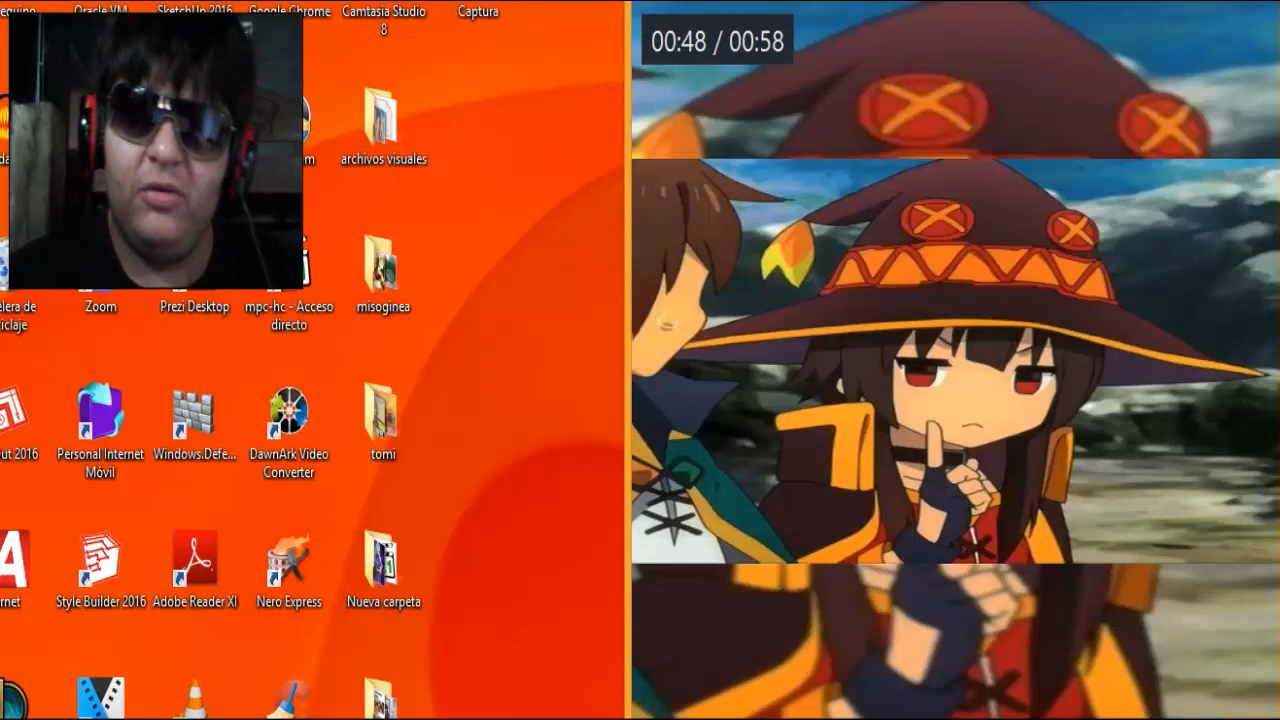 equipo
Oracle VM
SketchUp 2016
Google Chrome
Camtasia Studio
8
Captura
00:48 / 00:58
archivos visuales
Zoom
Prezi Desktop
mpc-hc - Acceso
directo
misoginea
Personal Internet
Móvil
Windows.Defe...
DawnArk Video
Converter
tomi
Style Builder 2016
Adobe Reader XI
Nero Express
Nueva carpeta